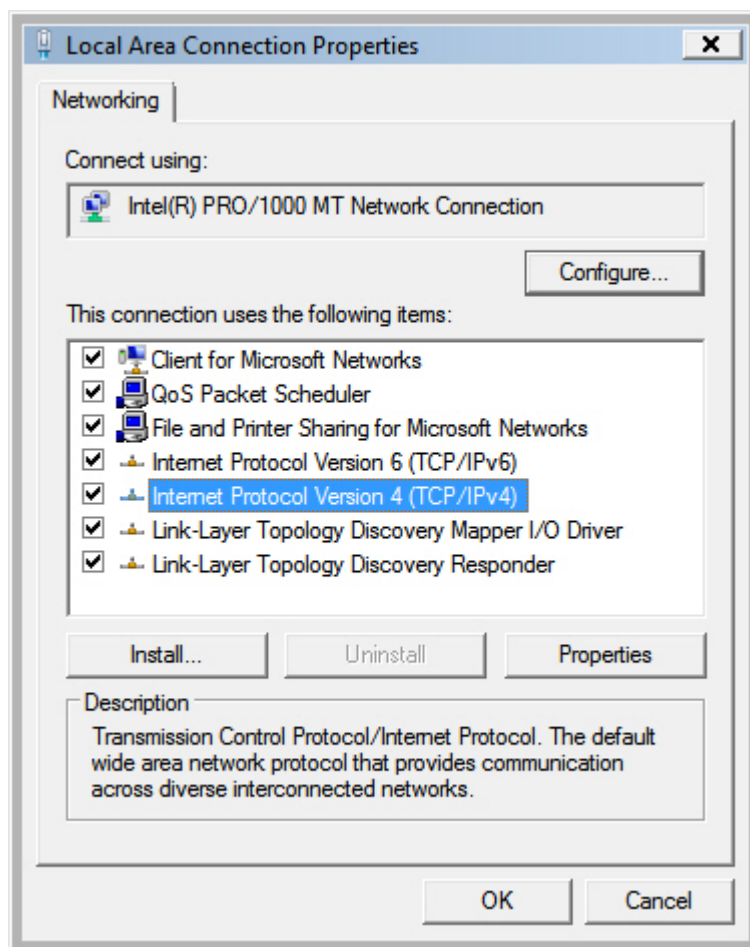 Local Area Connection Properties
Networking
Connect using:
Intel(R) PRO/1000 MT Network Connection
Configure...
This connection uses the following items:
Client for Microsoft Networks
QoS Packet Scheduler
File and Printer Sharing for Microsoft Networks
Internet Protocol Version 6 (TCP/IPv6)
Internet Protocol Version 4 (TCP/IPv4)
Link-Layer Topology Discovery Mapper I/O Driver
Link-Layer Topology Discovery Responder
Install... Uninstall Properties
Description
Transmission Control Protocol/Internet Protocol. The default
wide area network protocol that provides communication
across diverse interconnected networks.
OK Cancel